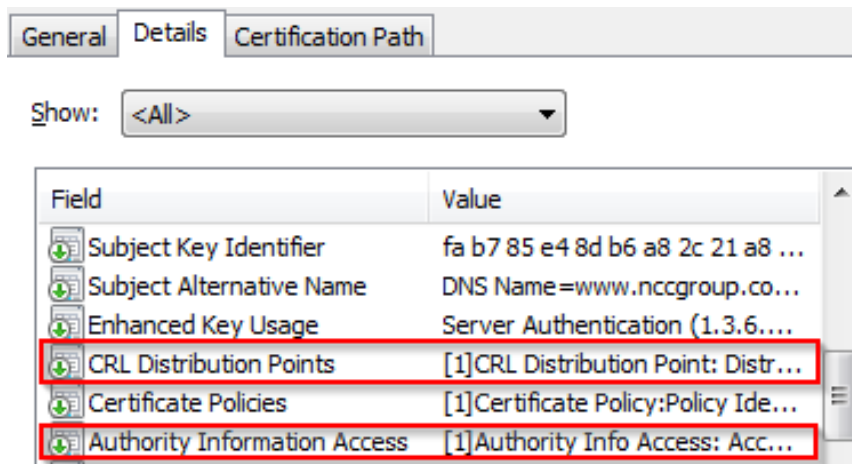 General Details Certification Path
Show: <All>
Field Value
Subject Key Identifier fa b7 85 e4 8d b6 a8 2c 21 a8 ...
Subject Alternative Name DNS Name=www.nccgroup.co...
Enhanced Key Usage Server Authentication (1.3.6....
CRL Distribution Points [1]CRL Distribution Point: Distr...
Certificate Policies [1]Certificate Policy:Policy Ide...
Authority Information Access [1]Authority Info Access: Acc...